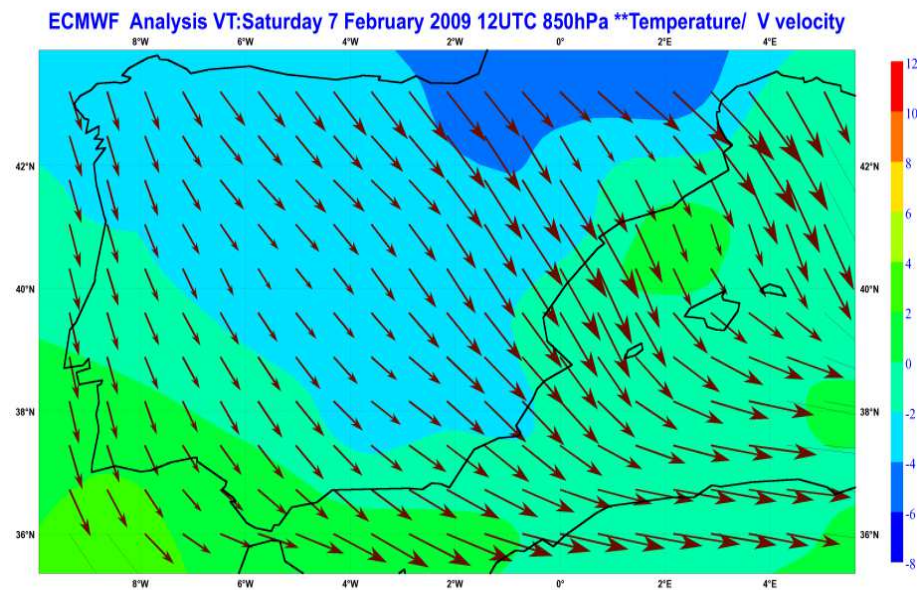 ECMWF Analysis VT:Saturday 7 February 2009 12UTC 850hPa **Temperature/ V velocity
8°W 6°W 4°W 2°W 0° 2°E 4°E
12
10
8
6
4
2
0
-2
-4
-6
-8
42°N 42°N
40°N 40°N
38°N 38°N
36°N 36°N
8°W 6°W 4°W 2°W 0° 2°E 4°E